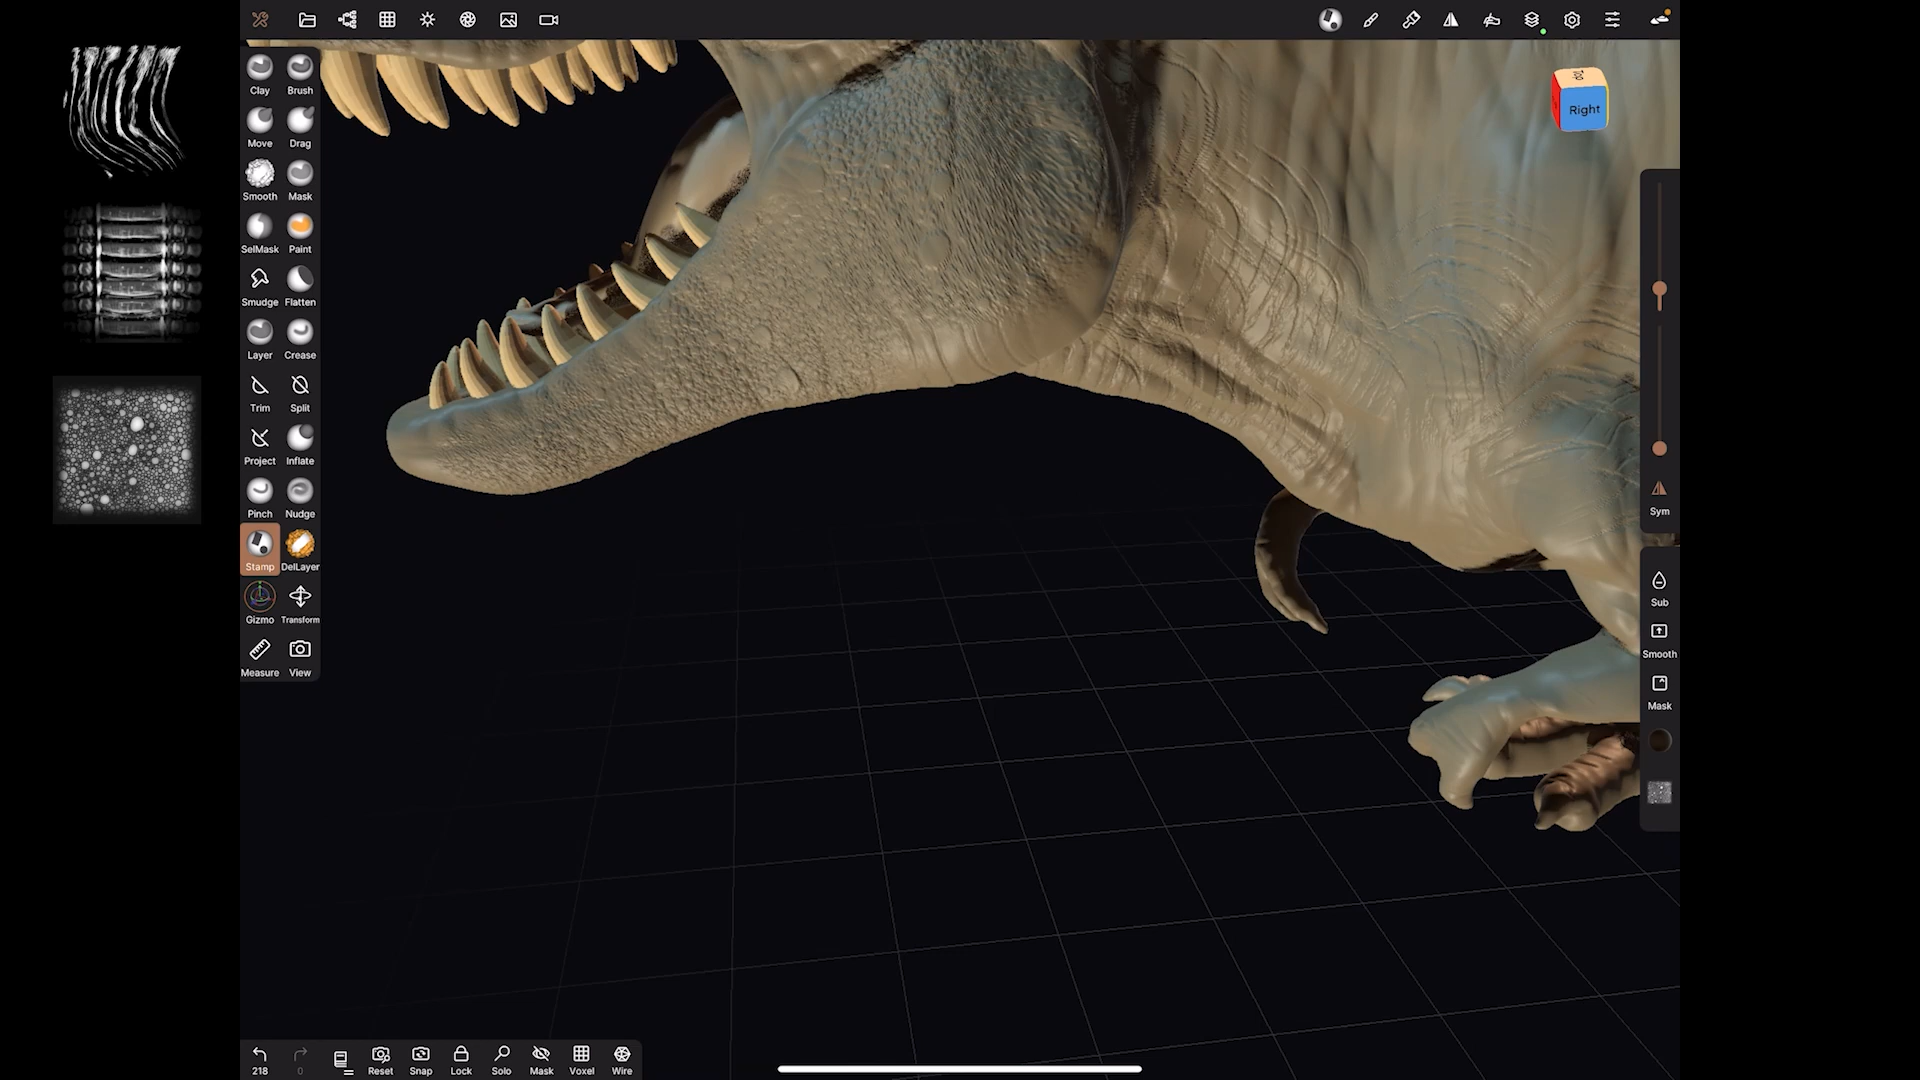 Clay Brush
Move Drag
Smooth Mask
SelMask Paint
Smudge Flatten
Layer Crease
Trim Split
Project Inflate
Pinch Nudge
Stamp DelLayer
Gizmo Transform
Measure View
Top
Right
Sym
Sub
Smooth
Mask
218 0 Reset Snap Lock Solo Mask Voxel Wire